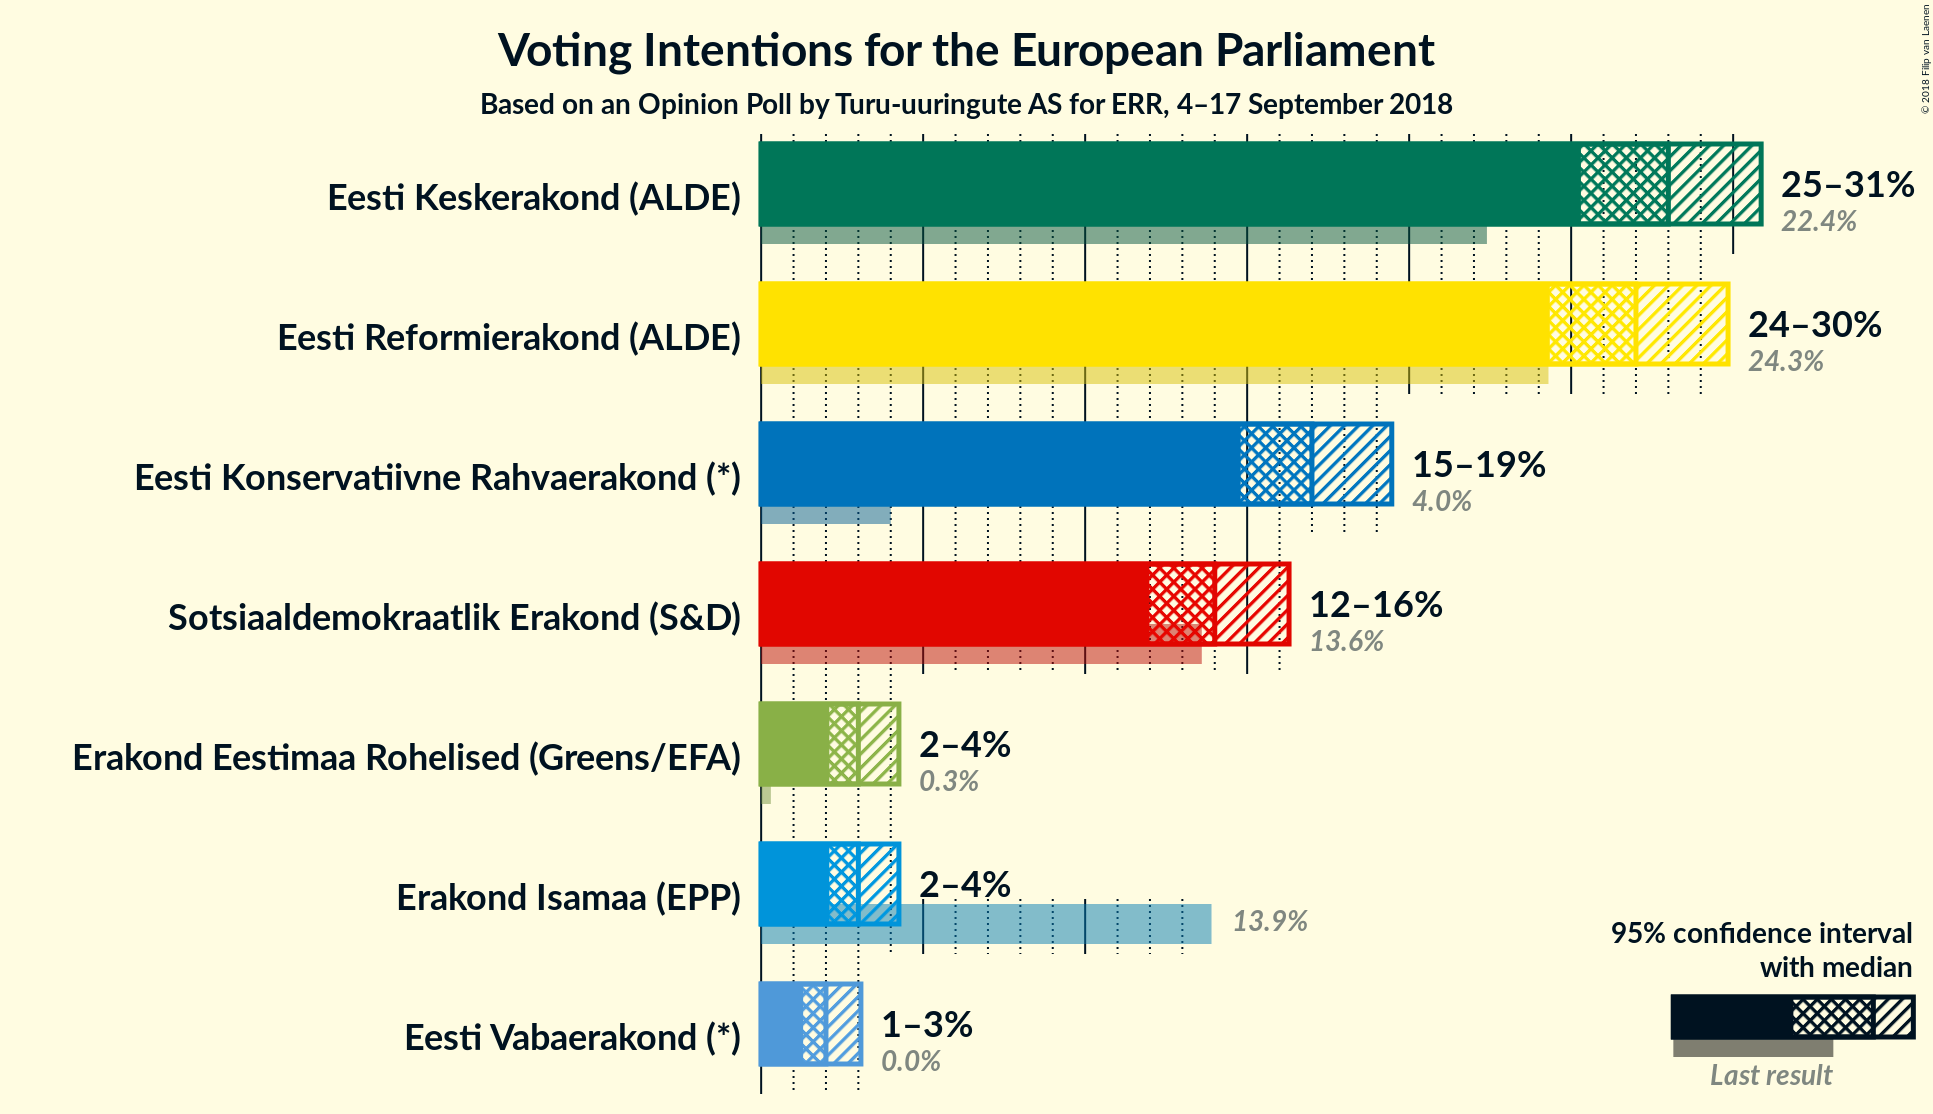 Voting Intentions for the European Parliament
Based on an Opinion Poll by Turu-uuringute AS for ERR, 4–17 September 2018
© 2018 Filip van Laenen
Eesti Keskerakond (ALDE)
25–31%
22.4%
Eesti Reformierakond (ALDE)
24–30%
24.3%
Eesti Konservatiivne Rahvaerakond (*)
15–19%
4.0%
Sotsiaaldemokraatlik Erakond (S&D)
12–16%
13.6%
Erakond Eestimaa Rohelised (Greens/EFA)
2–4%
0.3%
Erakond Isamaa (EPP)
2–4%
13.9%
Eesti Vabaerakond (*)
1–3%
0.0%
95% confidence interval
with median
Last result